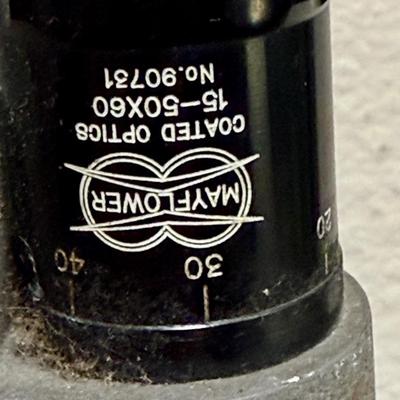 20 30 40
MAYFLOWER
COATED OPTICS
15—50X60
No.90731